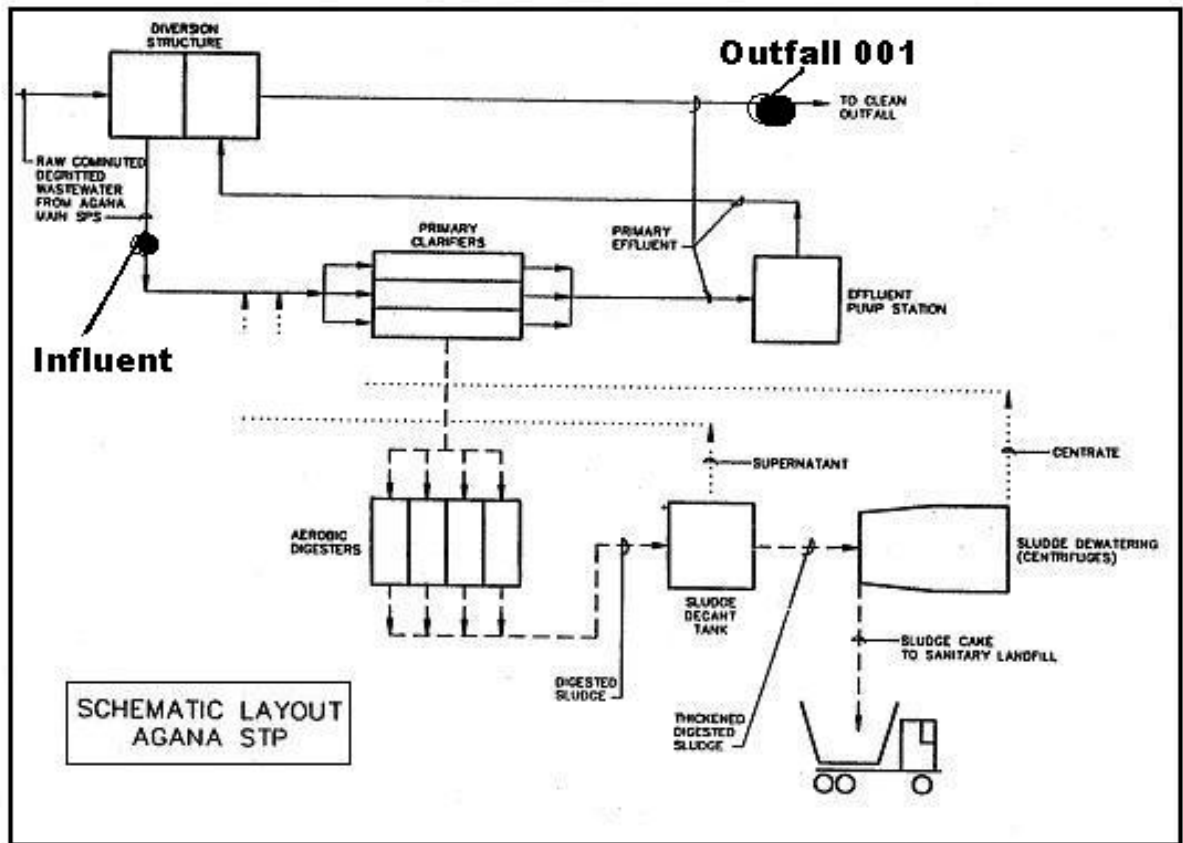 DIVERSION
STRUCTURE
Outfall 001
TO CLEAN
OUTFALL
RAW COMINUTED
DEGRITTED
WASTEWATER
FROM AGANA
MAIN SPS
PRIMARY
CLARIFIERS
PRIMARY
EFFLUENT
EFFLUENT
PUMP STATION
Influent
SUPERNATANT
CENTRATE
AEROBIC
DIGESTERS
SLUDGE DEWATERING
(CENTRIFUGES)
SLUDGE
DECANT
TANK
SLUDGE CAKE
TO SANITARY LANDFILL
DIGESTED
SLUDGE
THICKENED
DIGESTED
SLUDGE
SCHEMATIC LAYOUT
AGANA STP